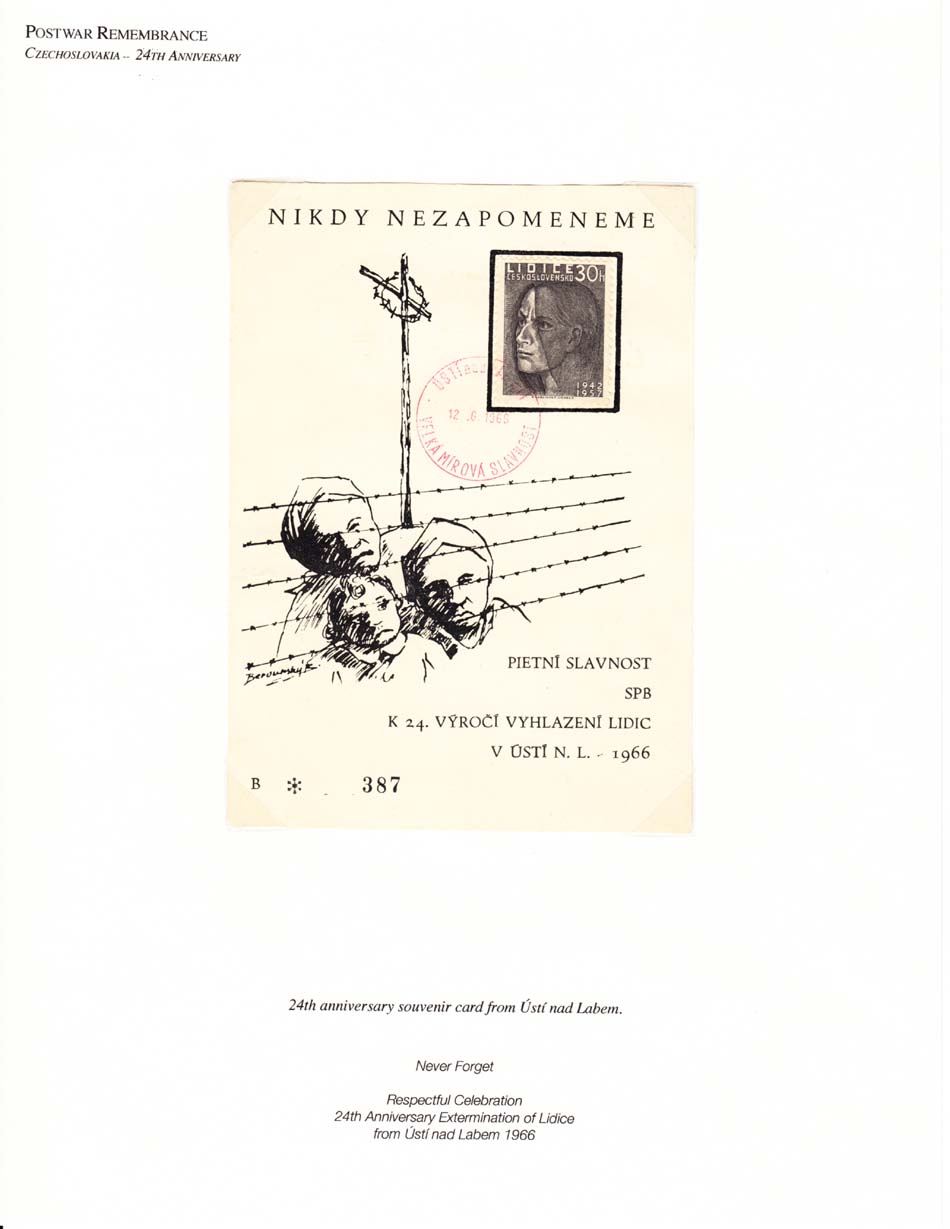 POSTWAR REMEMBRANCE
CZECHOSLOVAKIA -- 24TH ANNIVERSARY
NIKDY NEZAPOMENEME
LIDICE 30h
ČESKOSLOVENSKO
1942
1957
ÚSTÍ
12 .6. 1966
VELKÁ MÍROVÁ SLAVNOST
Berounský
PIETNÍ SLAVNOST
SPB
K 24. VÝROČÍ VYHLAZENÍ LIDIC
V ÚSTÍ N. L. - 1966
B 387
24th anniversary souvenir card from Ústí nad Labem.
Never Forget
Respectful Celebration
24th Anniversary Extermination of Lidice
from Ústí nad Labem 1966